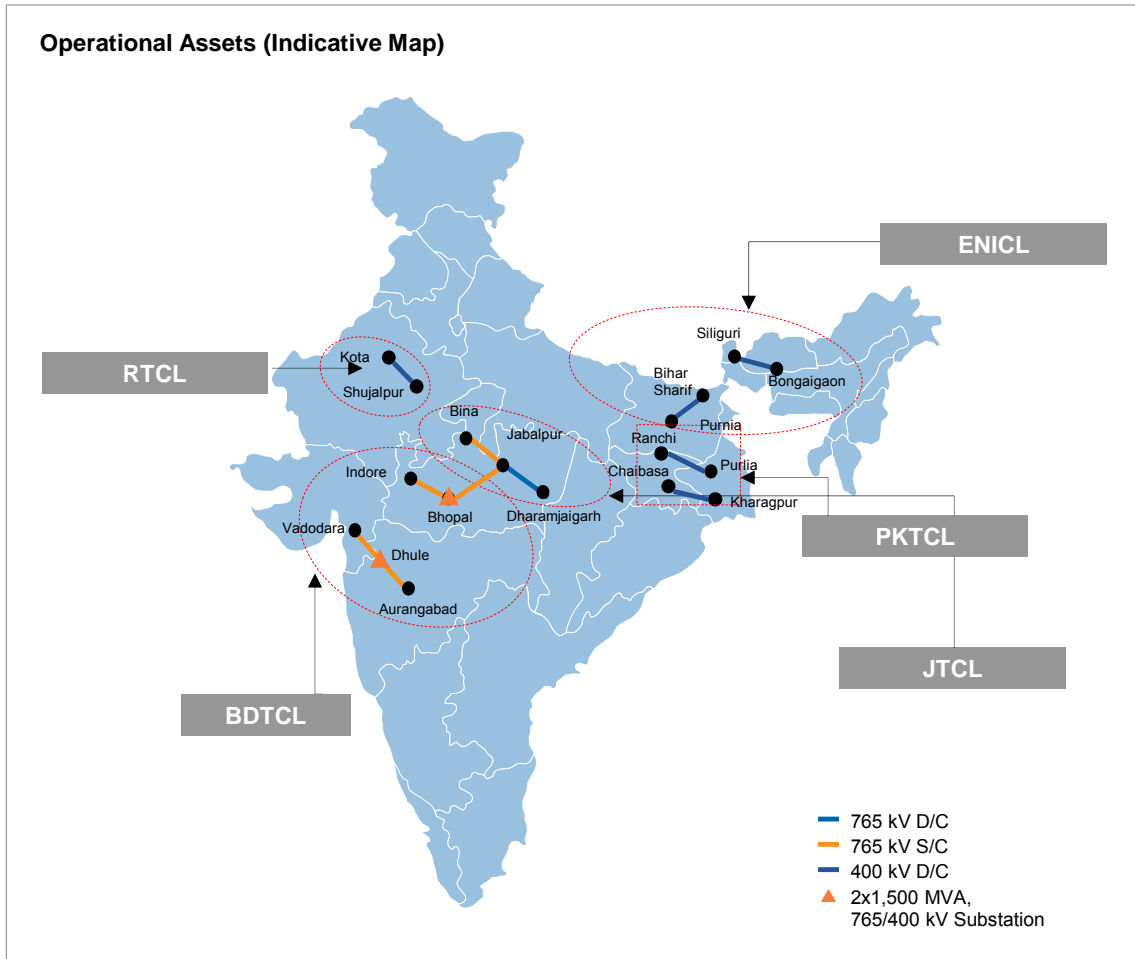 Operational Assets (Indicative Map)
ENICL
Siliguri
Bongaigaon
Bihar
Sharif
Purnia
RTCL
Kota
Shujalpur
Bina
Jabalpur
Ranchi
Purlia
Chaibasa
Kharagpur
Indore
Bhopal
Dharamjaigarh
Vadodara
Dhule
Aurangabad
PKTCL
JTCL
BDTCL
765 kV D/C
765 kV S/C
400 kV D/C
2x1,500 MVA,
765/400 kV Substation